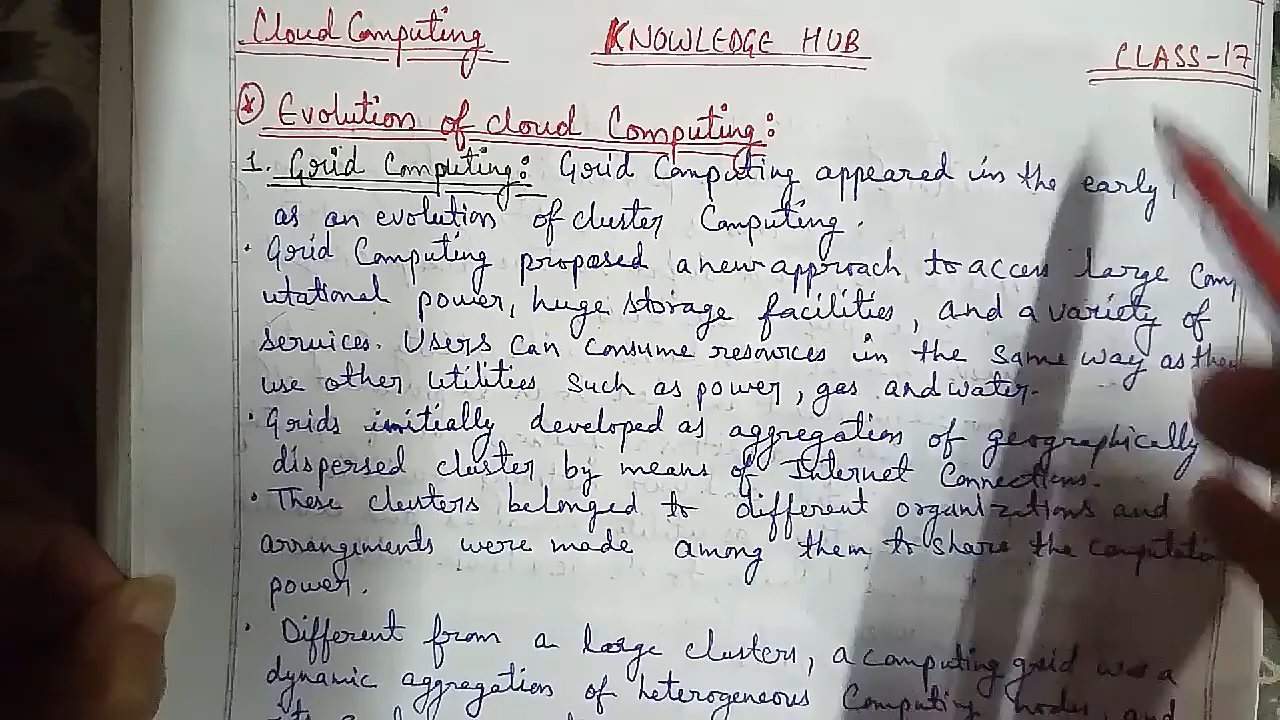 Cloud Computing KNOWLEDGE HUB CLASS-17
Evolution of cloud Computing:
1. Grid Computing: Grid Computing appeared in the early
as an evolution of cluster Computing.
· Grid Computing proposed a new approach to access large Comp
utational power, huge storage facilities, and a variety of
services. Users can consume resources in the same way as they
use other utilities such as power, gas and water.
· Grids initially developed as aggregation of geographically
dispersed cluster by means of Internet Connections.
· These clusters belonged to different organizations and
arrangements were made among them to share the
power.
· Different from a large clusters, a computing grid was a
dynamic aggregation of heterogeneous Computing nodes, and